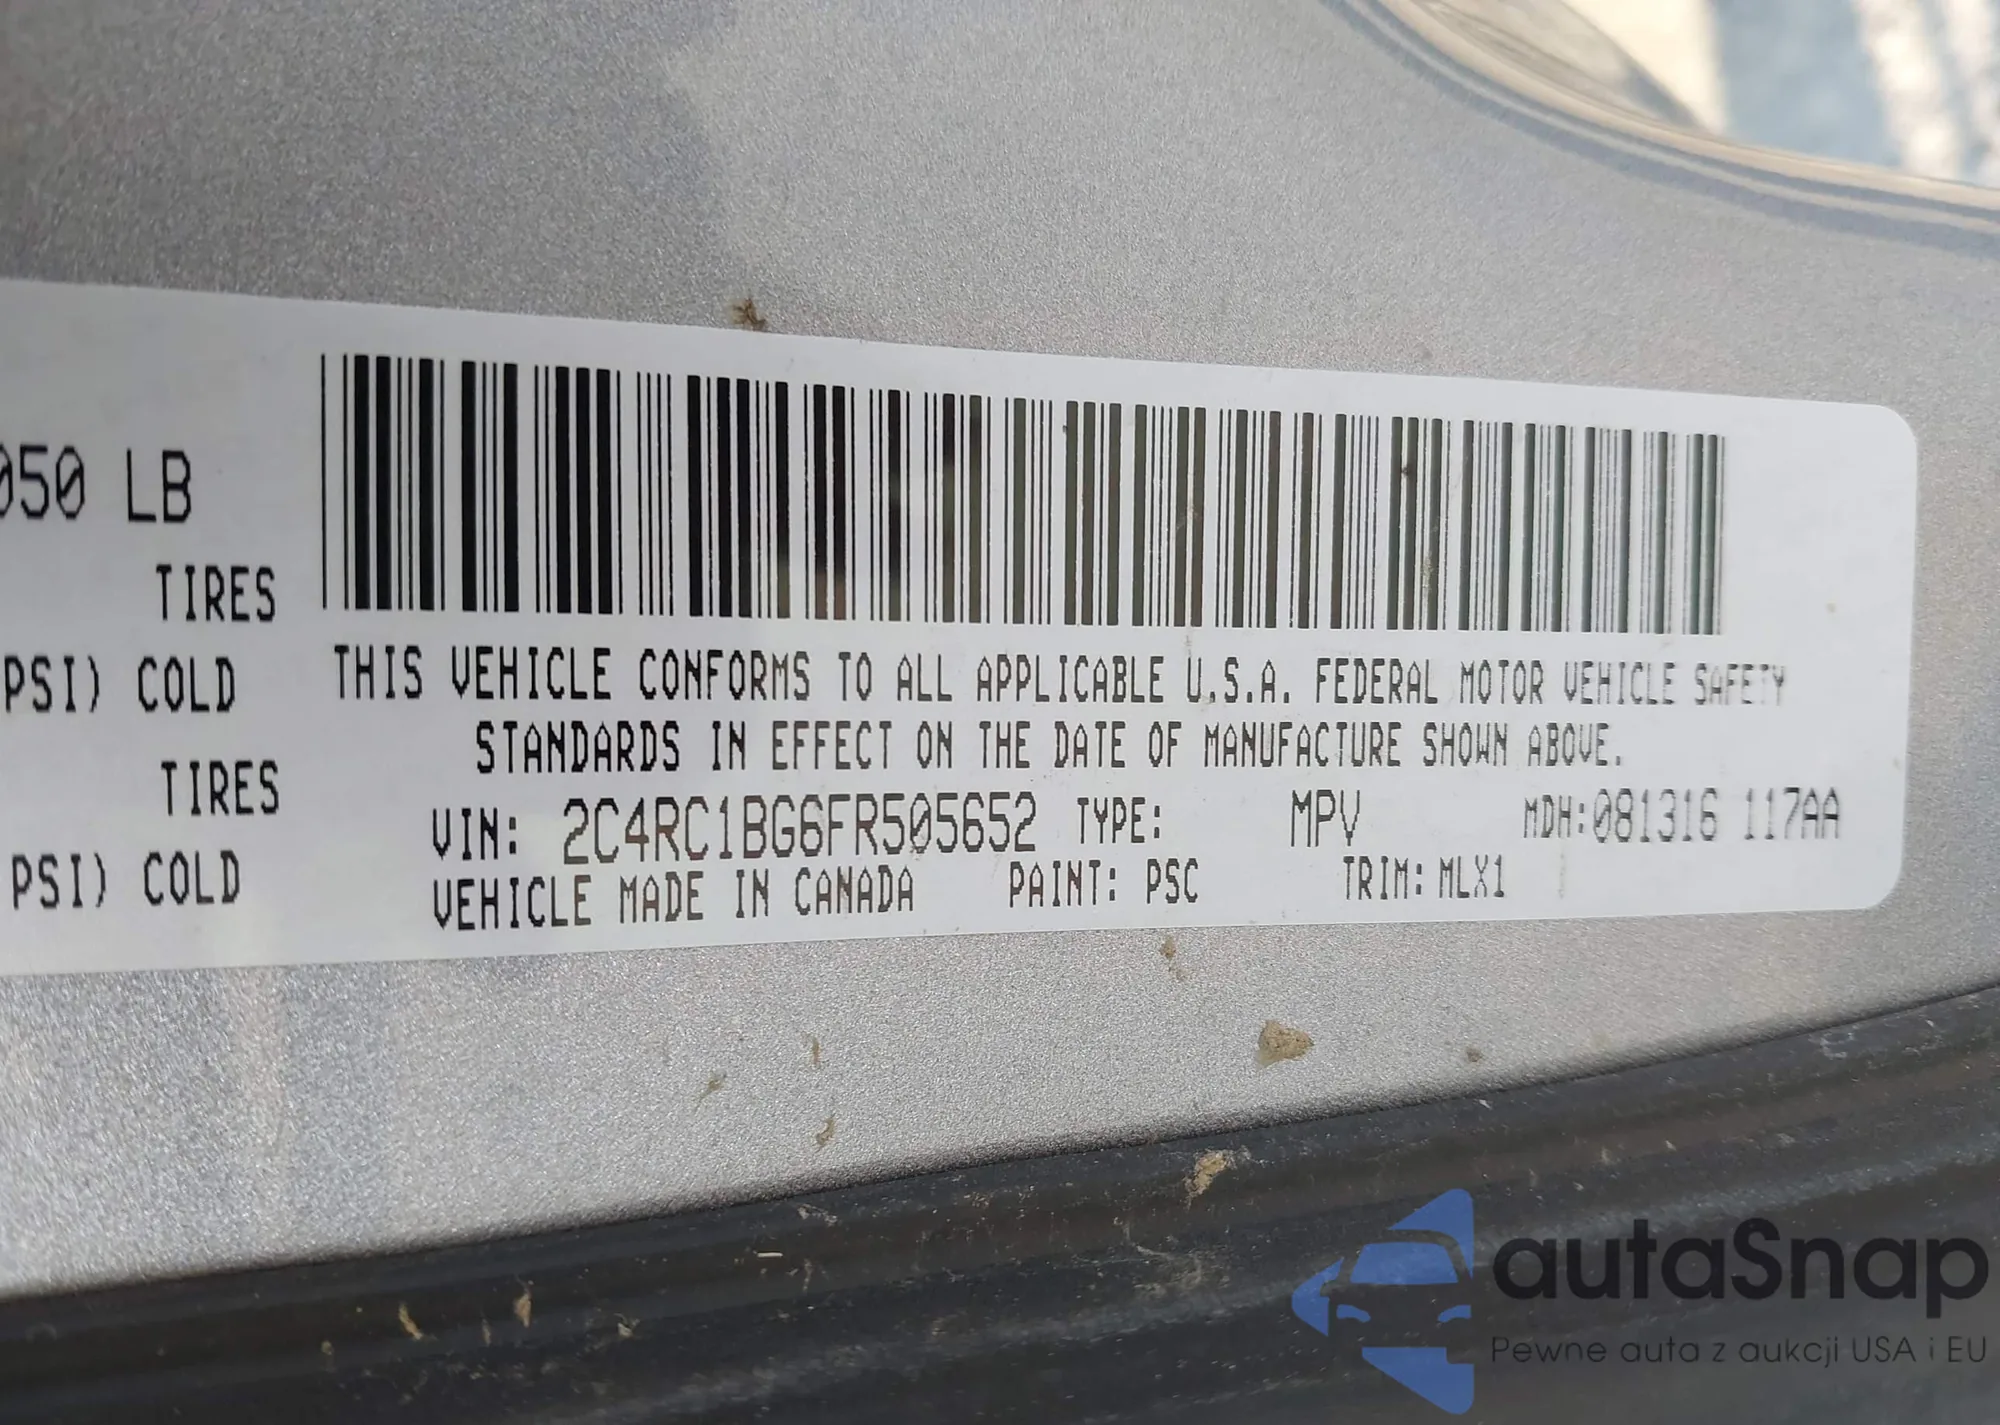 050 LB
TIRES
PSI) COLD
THIS VEHICLE CONFORMS TO ALL APPLICABLE U.S.A. FEDERAL MOTOR VEHICLE SAFETY
STANDARDS IN EFFECT ON THE DATE OF MANUFACTURE SHOWN ABOVE.
TIRES
VIN: 2C4RC1BG6FR505652 TYPE: MPV MDH:081316 117AA
PSI) COLD
VEHICLE MADE IN CANADA PAINT: PSC TRIM: MLX1
autaSnap
Pewne auta z aukcji USA i EU